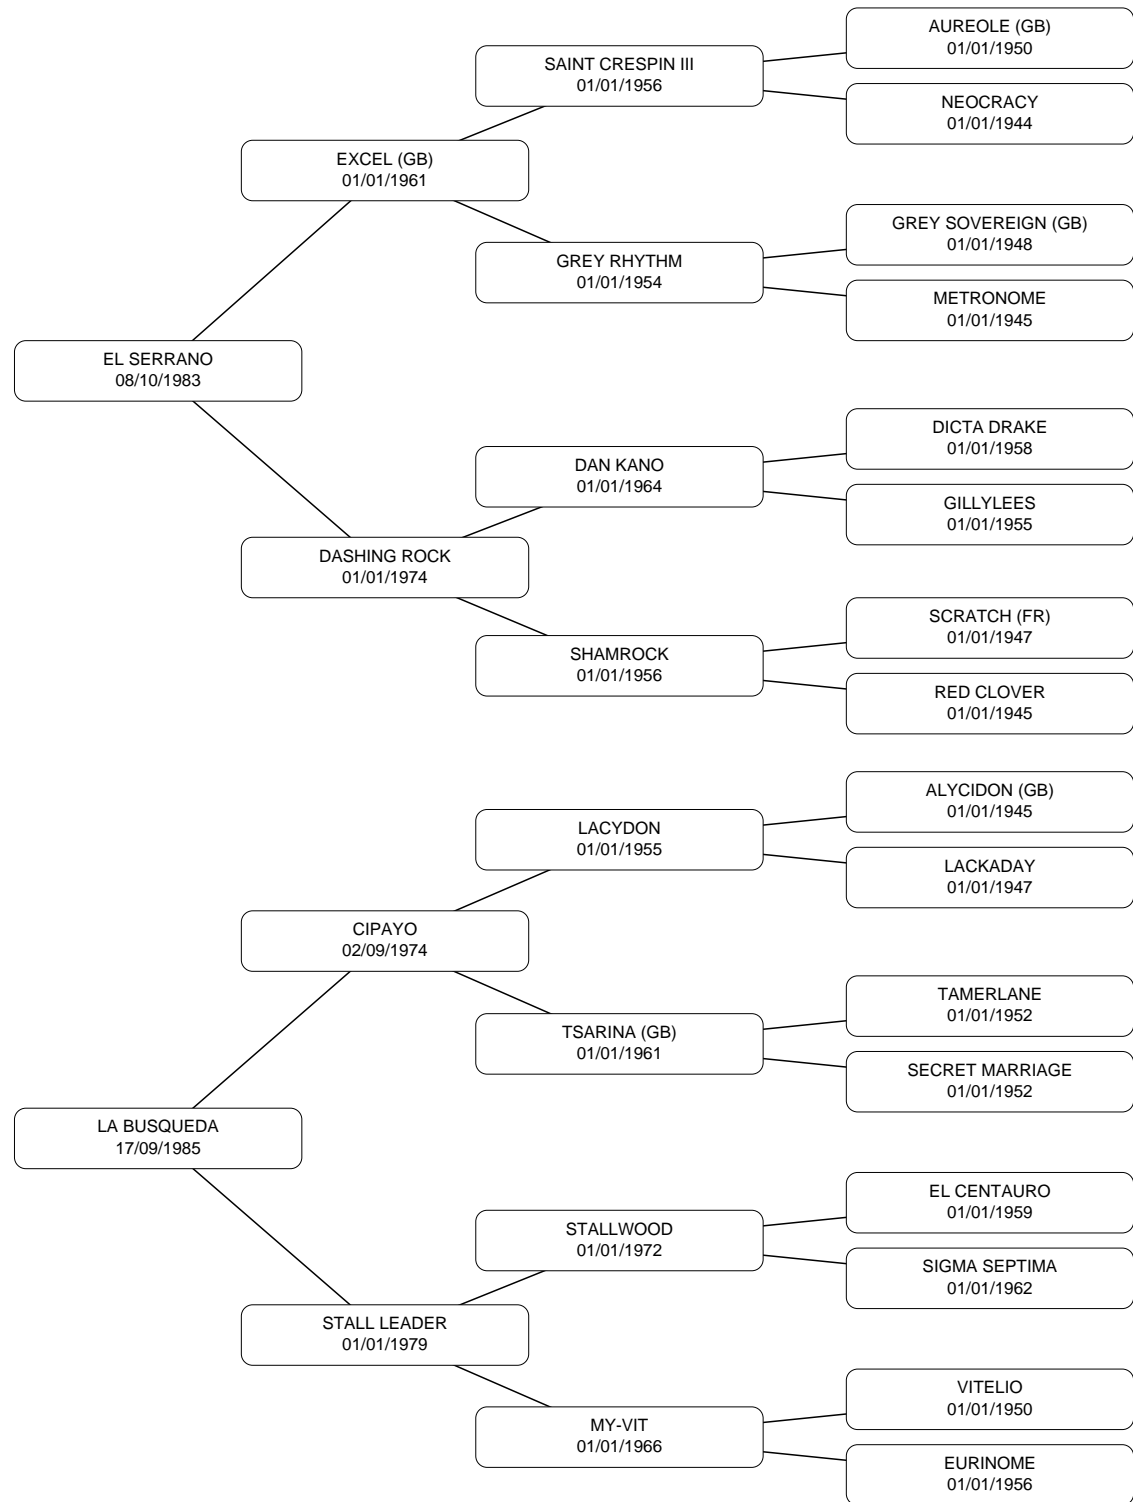 AUREOLE (GB)
01/01/1950
SAINT CRESPIN III
01/01/1956
NEOCRACY
01/01/1944
EXCEL (GB)
01/01/1961
GREY SOVEREIGN (GB)
01/01/1948
GREY RHYTHM
01/01/1954
METRONOME
01/01/1945
EL SERRANO
08/10/1983
DICTA DRAKE
01/01/1958
DAN KANO
01/01/1964
GILLYLEES
01/01/1955
DASHING ROCK
01/01/1974
SCRATCH (FR)
01/01/1947
SHAMROCK
01/01/1956
RED CLOVER
01/01/1945
ALYCIDON (GB)
01/01/1945
LACYDON
01/01/1955
LACKADAY
01/01/1947
CIPAYO
02/09/1974
TAMERLANE
01/01/1952
TSARINA (GB)
01/01/1961
SECRET MARRIAGE
01/01/1952
LA BUSQUEDA
17/09/1985
EL CENTAURO
01/01/1959
STALLWOOD
01/01/1972
SIGMA SEPTIMA
01/01/1962
STALL LEADER
01/01/1979
VITELIO
01/01/1950
MY-VIT
01/01/1966
EURINOME
01/01/1956